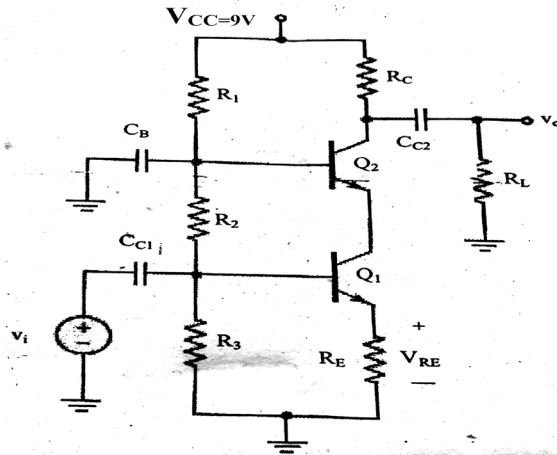 VCC=9V
R1
RC
CB
CC2
vo
Q2
RL
R2
CC1
Q1
vi
+
−
R3
RE
+
VRE
−